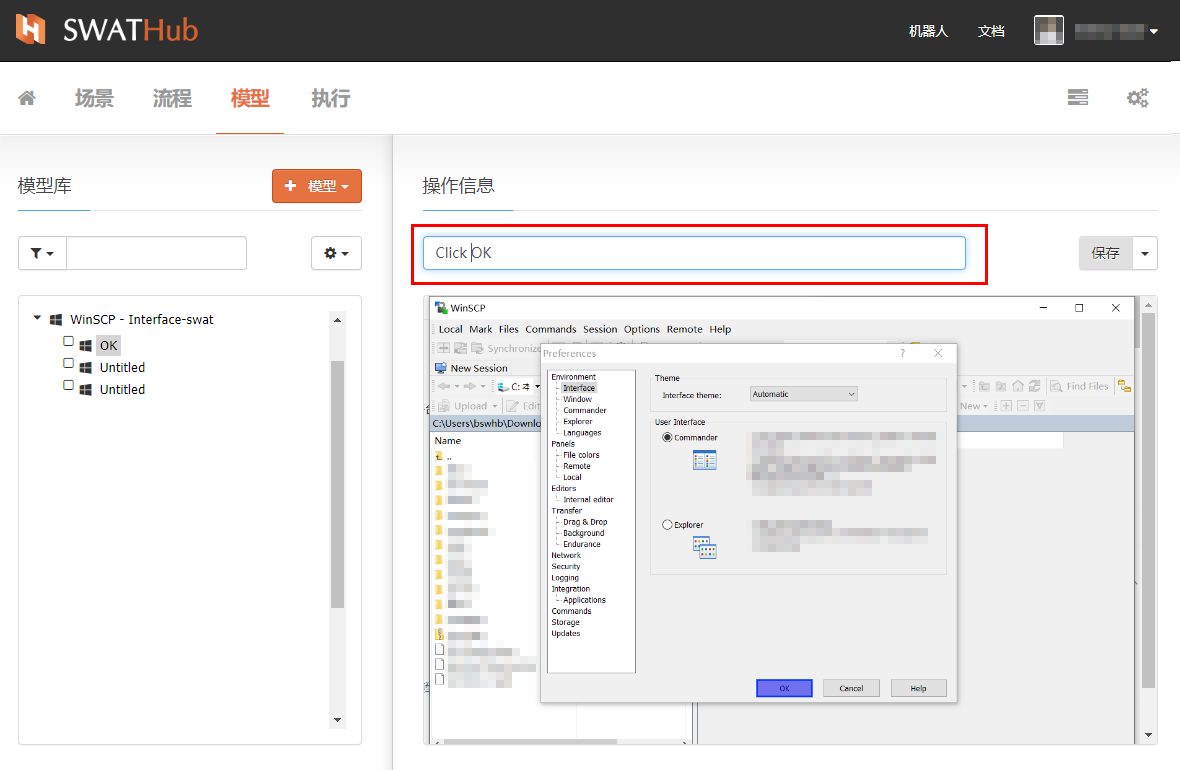 SWATHub
机器人
文档
场景
流程
模型
执行
模型库
模型
操作信息
Click OK
保存
WinSCP - Interface-swat
OK
Untitled
Untitled
WinSCP
Local Mark Files Commands Session Options Remote Help
Synchronize
New Session
C: 本
Find Files
Upload
Edit
New
C:\Users\bswhb\Downlo
Name
..
Preferences
?
Environment
Interface
Window
Commander
Explorer
Languages
Panels
File colors
Remote
Local
Editors
Internal editor
Transfer
Drag & Drop
Background
Endurance
Network
Security
Logging
Integration
Applications
Commands
Storage
Updates
Theme
Interface theme:
Automatic
User Interface
Commander
Explorer
OK
Cancel
Help